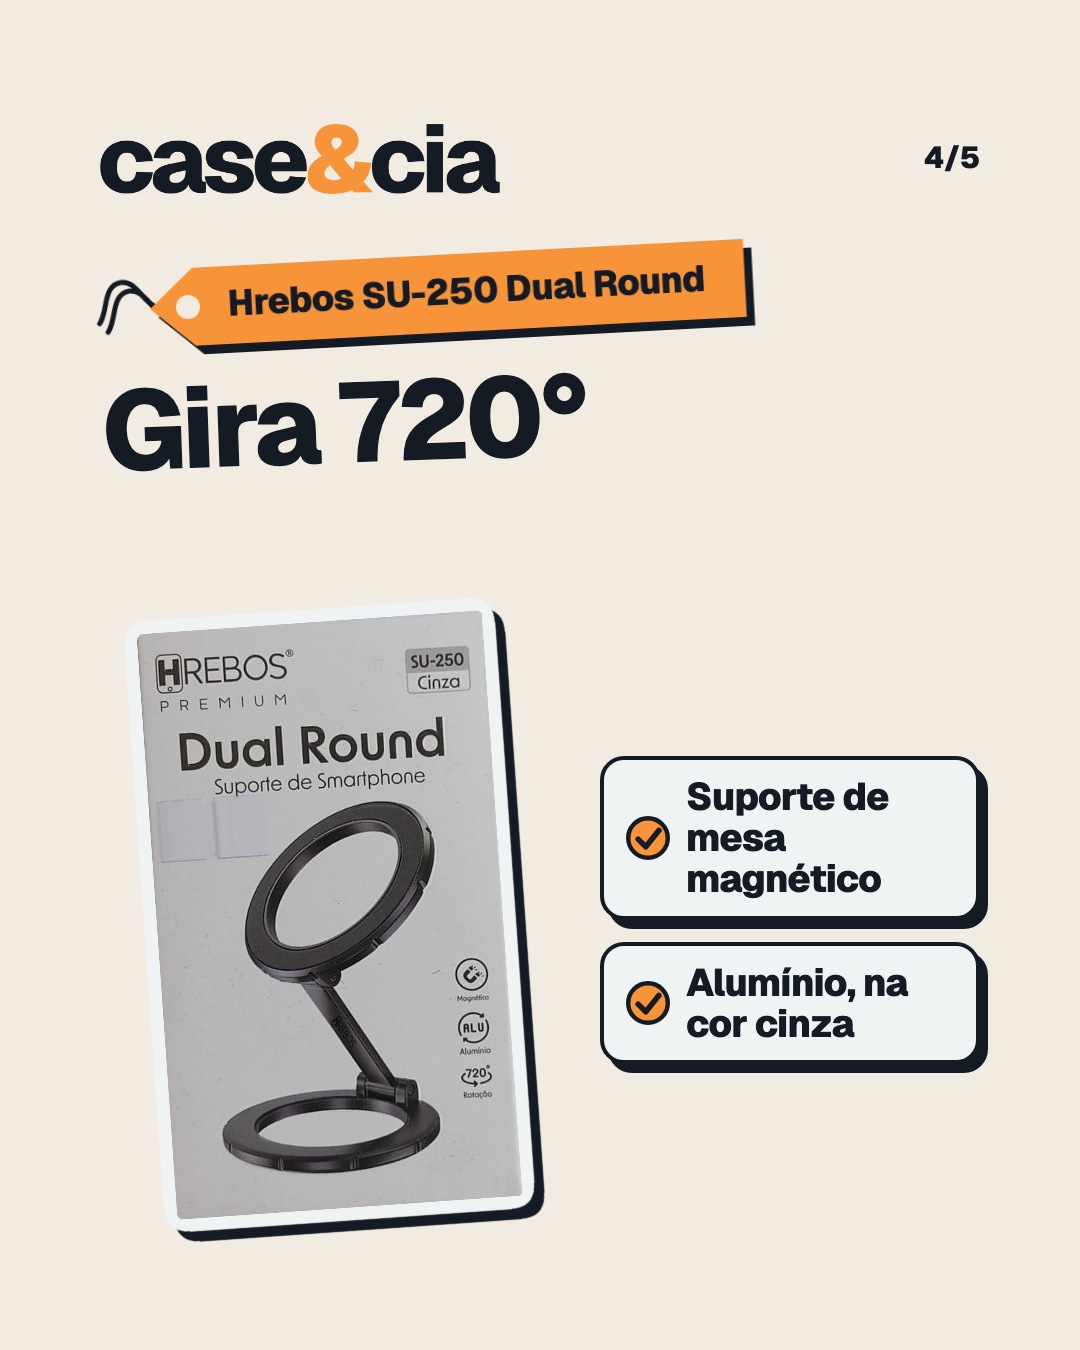 case&cia
4/5
Hrebos SU-250 Dual Round
Gira 720°
HREBOS®
PREMIUM
SU-250
Cinza
Dual Round
Suporte de Smartphone
Magnético
ALU
Alumínio
720°
Rotação
HREBOS
Suporte de
mesa
magnético
Alumínio, na
cor cinza